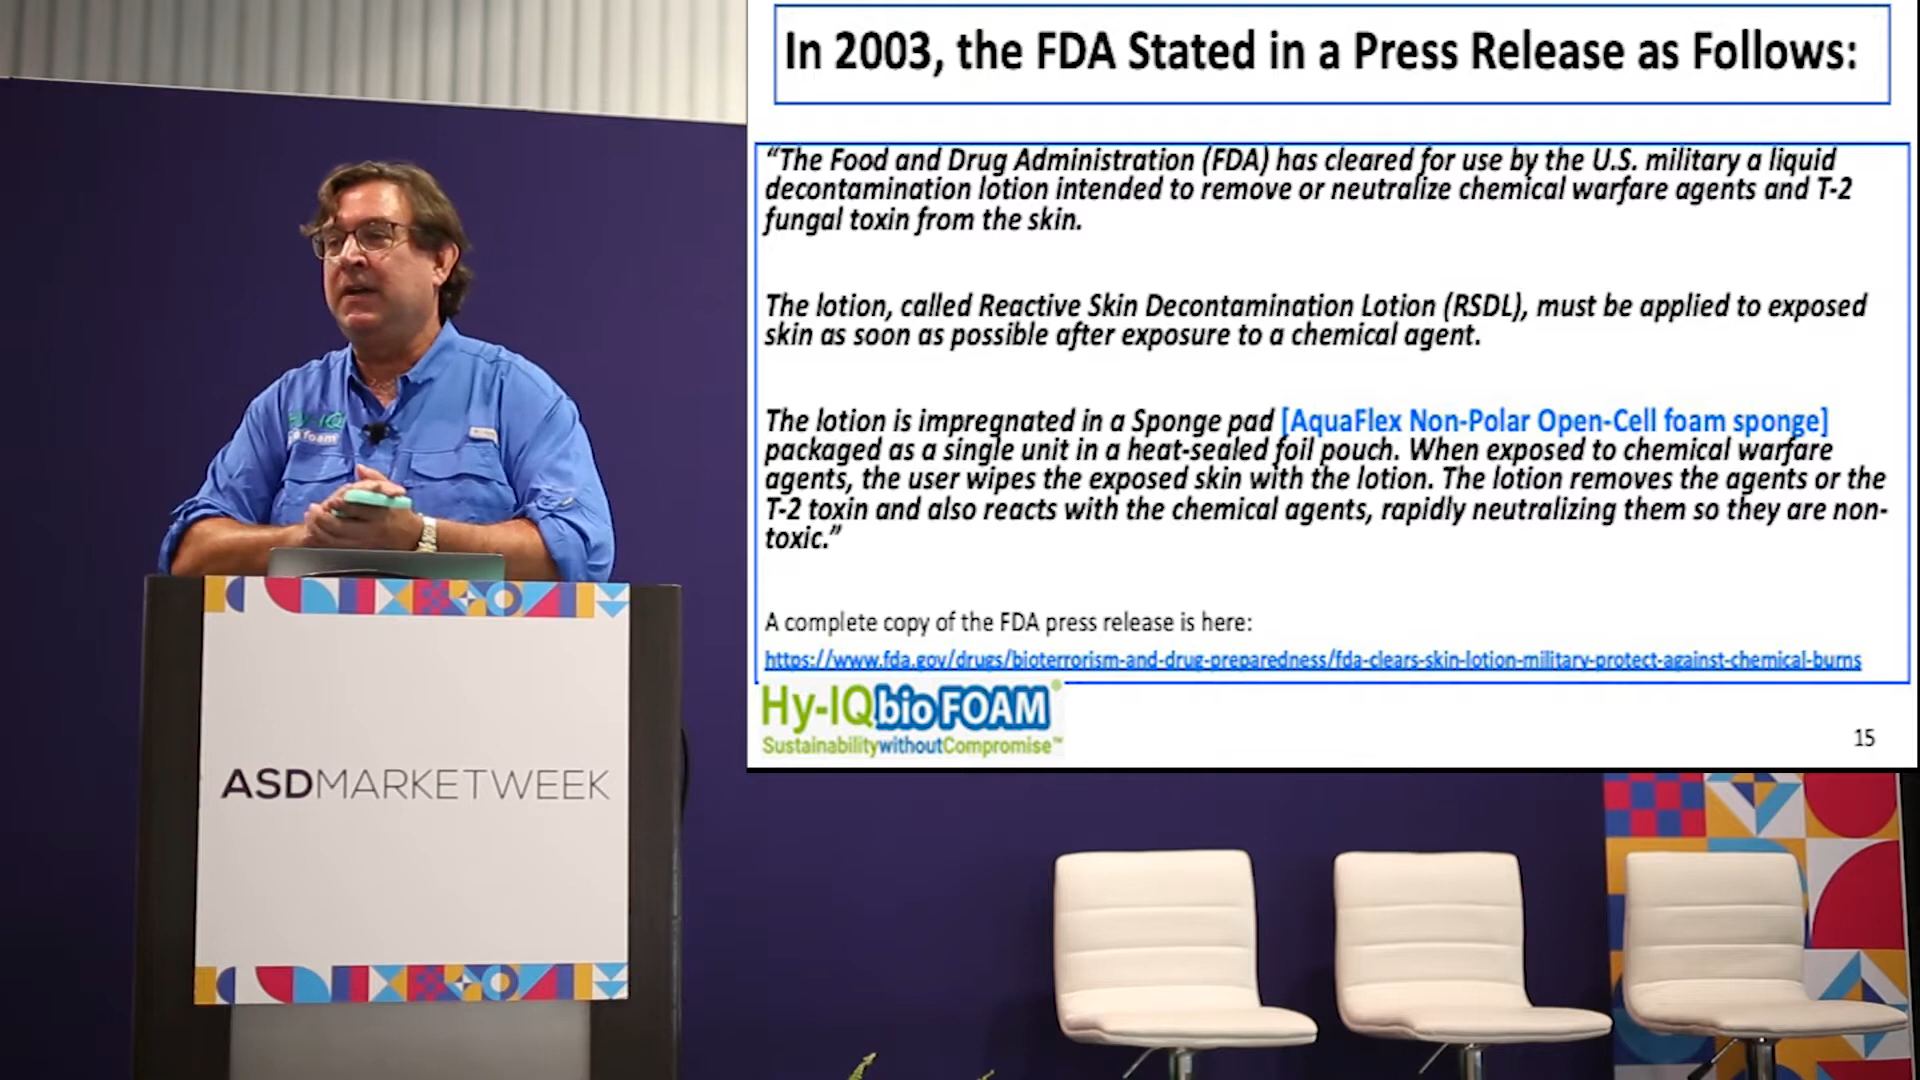 In 2003, the FDA Stated in a Press Release as Follows:
“The Food and Drug Administration (FDA) has cleared for use by the U.S. military a liquid
decontamination lotion intended to remove or neutralize chemical warfare agents and T-2
fungal toxin from the skin.
The lotion, called Reactive Skin Decontamination Lotion (RSDL), must be applied to exposed
skin as soon as possible after exposure to a chemical agent.
The lotion is impregnated in a Sponge pad [AquaFlex Non-Polar Open-Cell foam sponge]
packaged as a single unit in a heat-sealed foil pouch. When exposed to chemical warfare
agents, the user wipes the exposed skin with the lotion. The lotion removes the agents or the
T-2 toxin and also reacts with the chemical agents, rapidly neutralizing them so they are non-
toxic.”
A complete copy of the FDA press release is here:
https://www.fda.gov/drugs/bioterrorism-and-drug-preparedness/fda-clears-skin-lotion-military-protect-against-chemical-burns
Hy-IQ bioFOAM®
SustainabilitywithoutCompromise™
15
Hy-IQ
foam
ASDMARKETWEEK